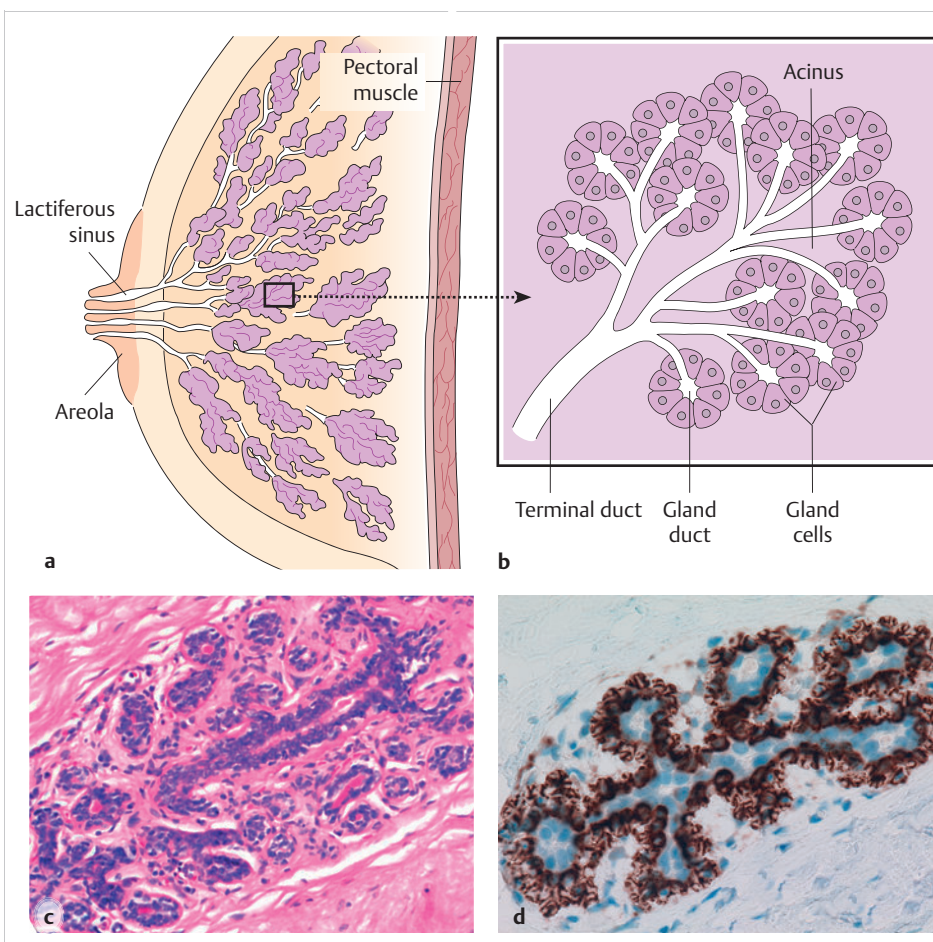 Pectoral
muscle
Lactiferous
sinus
Areola
a
Acinus
Terminal duct
Gland
duct
Gland
cells
b
c
d